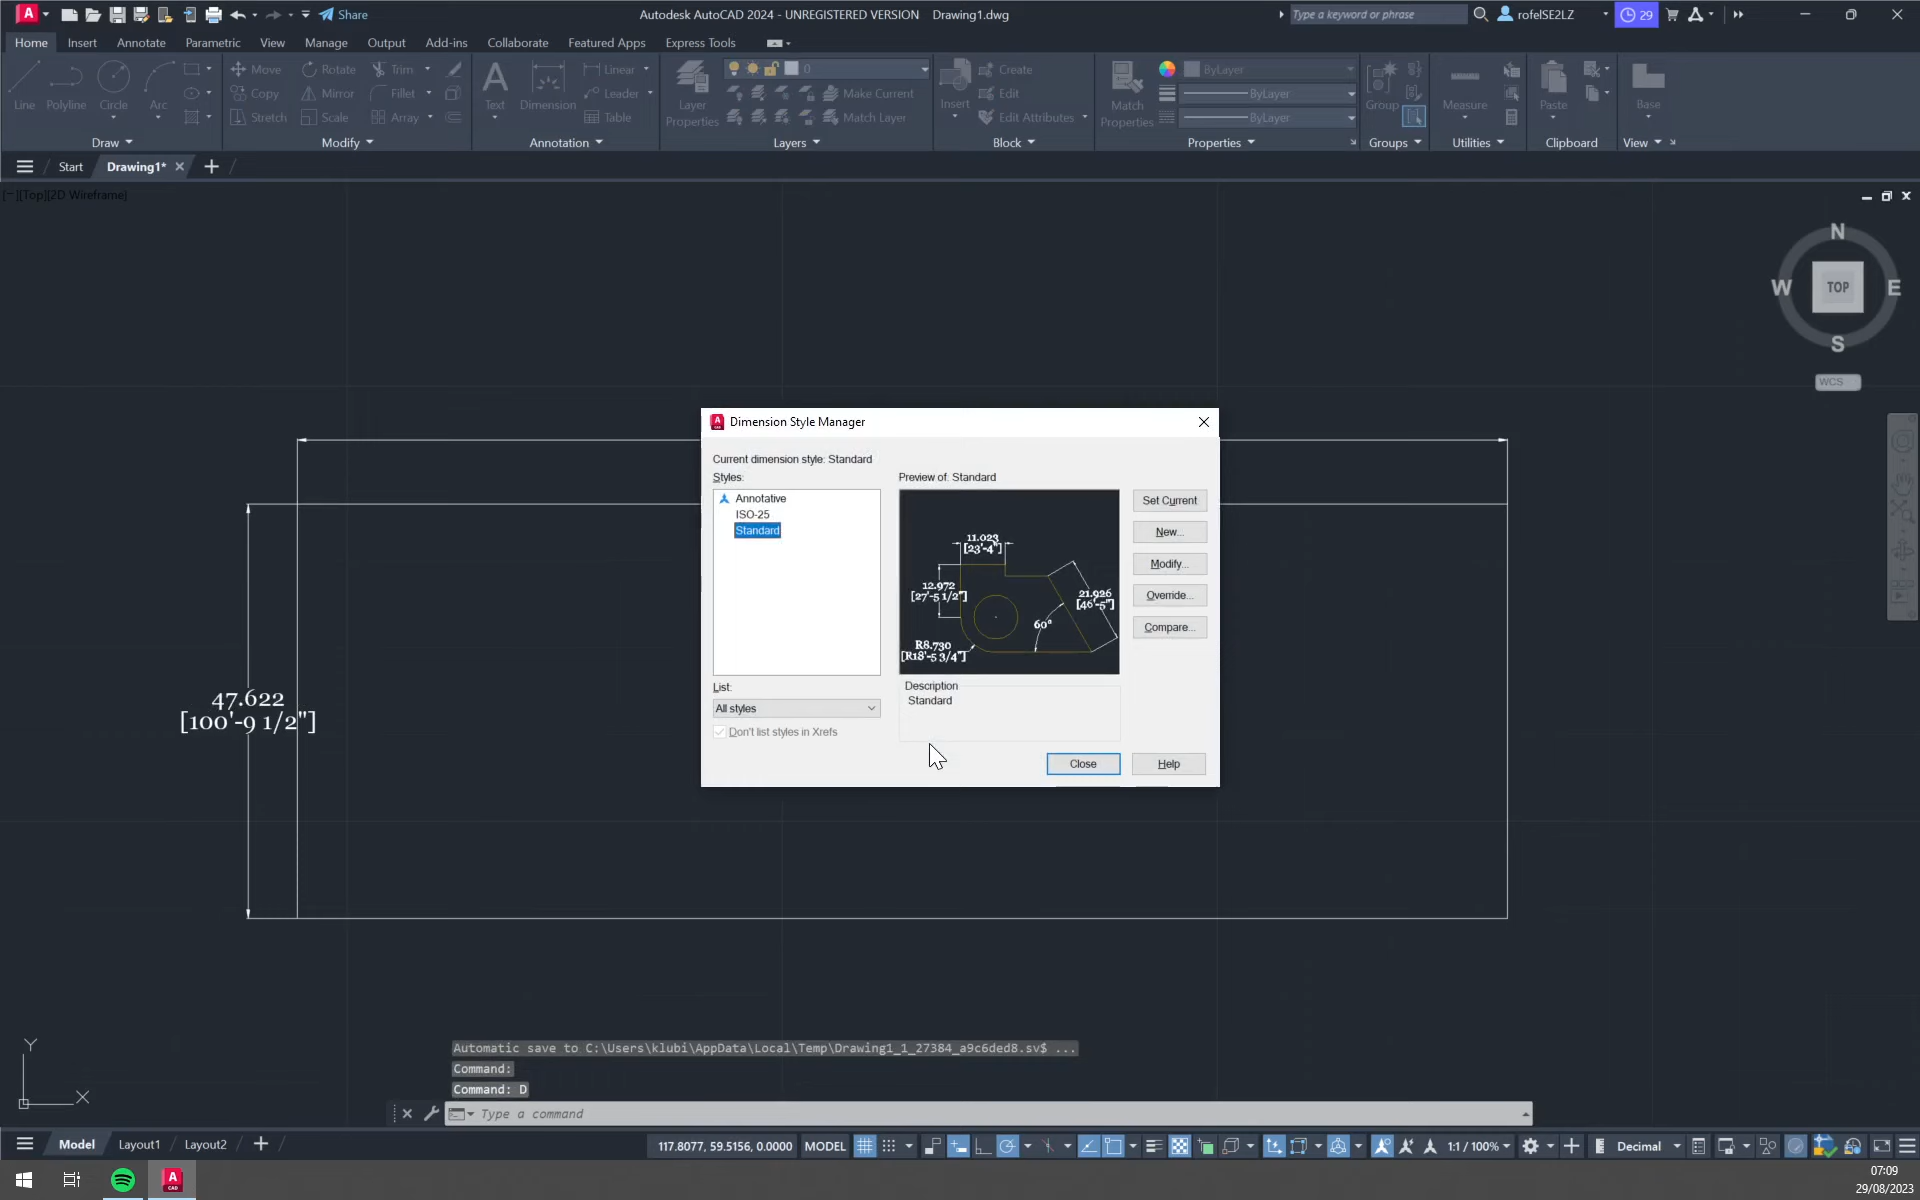 Share
Autodesk AutoCAD 2024 - UNREGISTERED VERSION Drawing1.dwg
Type a keyword or phrase
rofelSE2LZ
29
Home Insert Annotate Parametric View Manage Output Add-ins Collaborate Featured Apps Express Tools
Line Polyline Circle Arc
Move Rotate Trim
Copy Mirror Fillet
Stretch Scale Array
Text Dimension
Linear
Leader
Table
Layer Properties
0
Make Current
Match Layer
Insert
Create
Edit
Edit Attributes
Match Properties
ByLayer
ByLayer
ByLayer
Group
Measure
Paste
Base
Draw Modify Annotation Layers Block Properties Groups Utilities Clipboard View
Start Drawing1*
[−][Top][2D Wireframe]
N
W TOP E
S
WCS
Dimension Style Manager
Current dimension style: Standard
Styles:
Annotative
ISO-25
Standard
Preview of: Standard
11.023
[23'-4"]
12.972
[27'-5 1/2"]
21.926
[46'-5"]
60°
R8.730
[R18'-5 3/4"]
Set Current
New...
Modify...
Override...
Compare...
List:
All styles
Don't list styles in Xrefs
Description
Standard
Close Help
47.622
[100'-9 1/2"]
Y
X
Automatic save to C:\Users\klubi\AppData\Local\Temp\Drawing1_1_27384_a9c6ded8.sv$ ...
Command:
Command: D
Type a command
Model Layout1 Layout2
117.8077, 59.5156, 0.0000 MODEL
1:1 / 100%
Decimal
07:09
29/08/2023